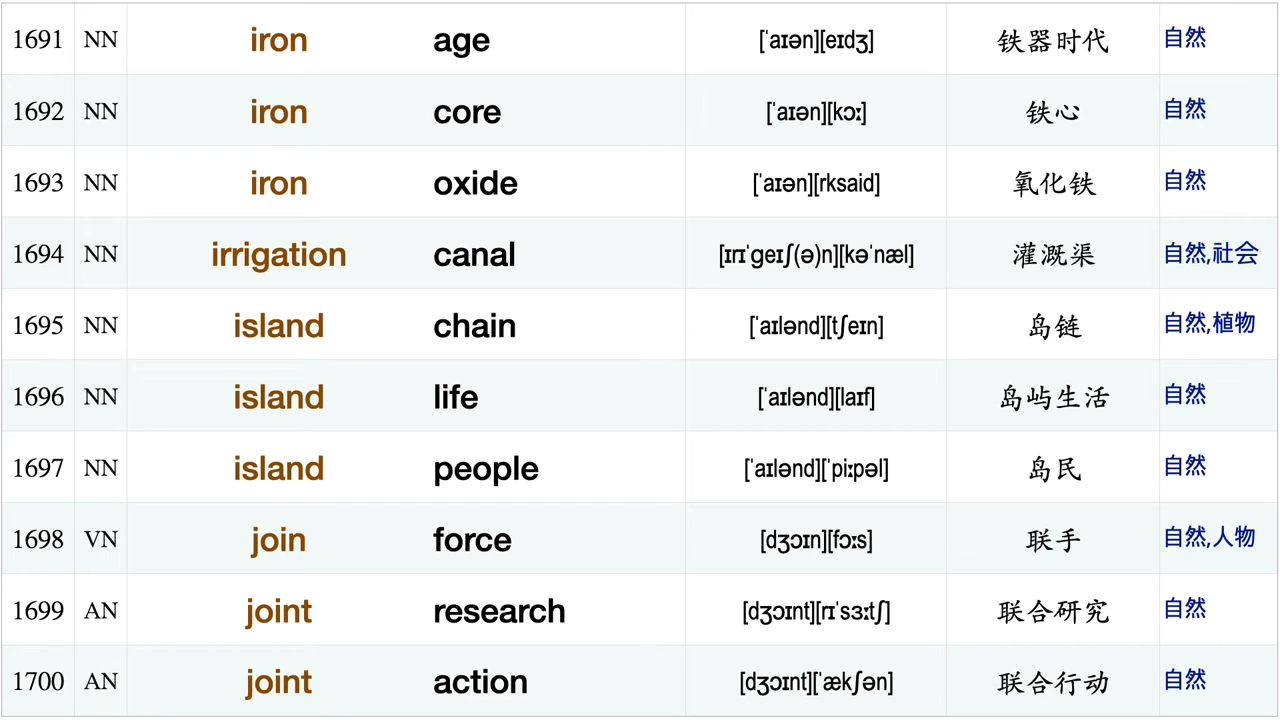 1691 NN iron age [ˈaɪən][eɪdʒ] 铁器时代 自然
1692 NN iron core [ˈaɪən][kɔː] 铁心 自然
1693 NN iron oxide [ˈaɪən][rksaid] 氧化铁 自然
1694 NN irrigation canal [ɪrɪˈgeɪʃ(ə)n][kəˈnæl] 灌溉渠 自然,社会
1695 NN island chain [ˈaɪlənd][tʃeɪn] 岛链 自然,植物
1696 NN island life [ˈaɪlənd][laɪf] 岛屿生活 自然
1697 NN island people [ˈaɪlənd][ˈpiːpəl] 岛民 自然
1698 VN join force [dʒɔɪn][fɔːs] 联手 自然,人物
1699 AN joint research [dʒɔɪnt][rɪˈsɜːtʃ] 联合研究 自然
1700 AN joint action [dʒɔɪnt][ˈækʃən] 联合行动 自然